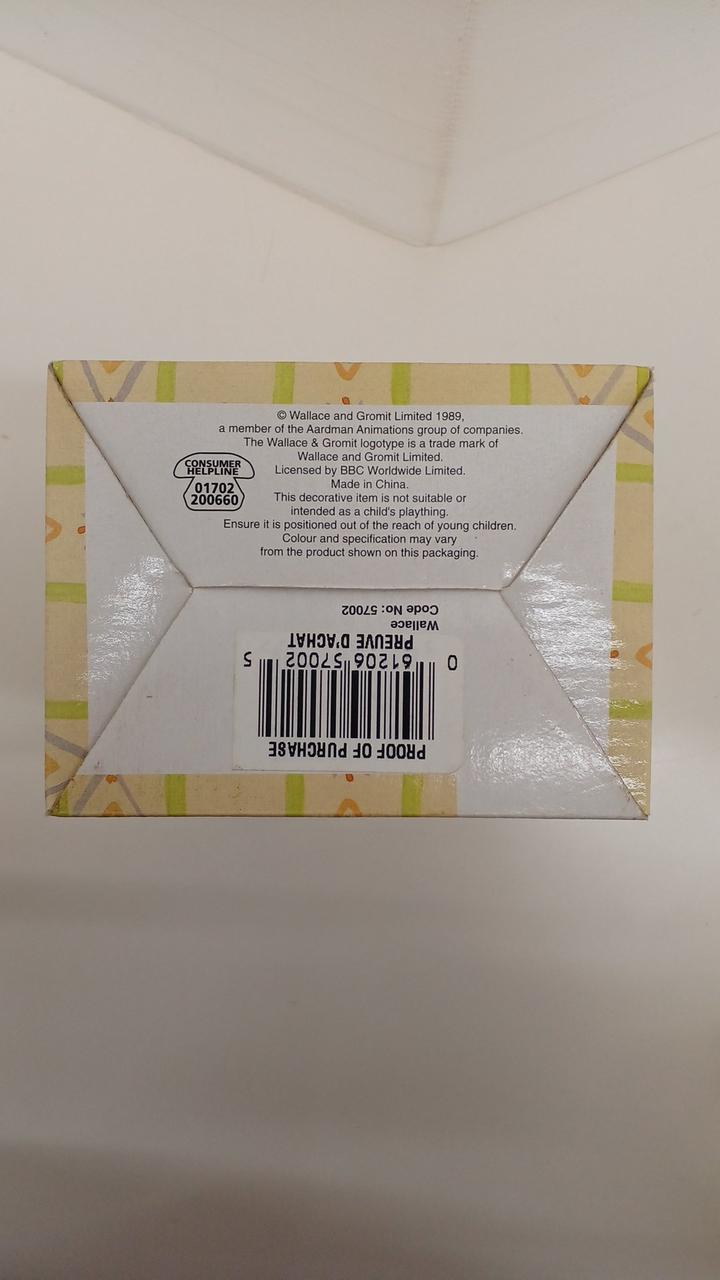 © Wallace and Gromit Limited 1989,
a member of the Aardman Animations group of companies.
The Wallace & Gromit logotype is a trade mark of
Wallace and Gromit Limited.
Licensed by BBC Worldwide Limited.
Made in China.
This decorative item is not suitable or
intended as a child's plaything.
Ensure it is positioned out of the reach of young children.
Colour and specification may vary
from the product shown on this packaging.
CONSUMER
HELPLINE
01702
200660
PROOF OF PURCHASE
0 61206 57002 5
PREUVE D'ACHAT
Wallace
Code No: 57002